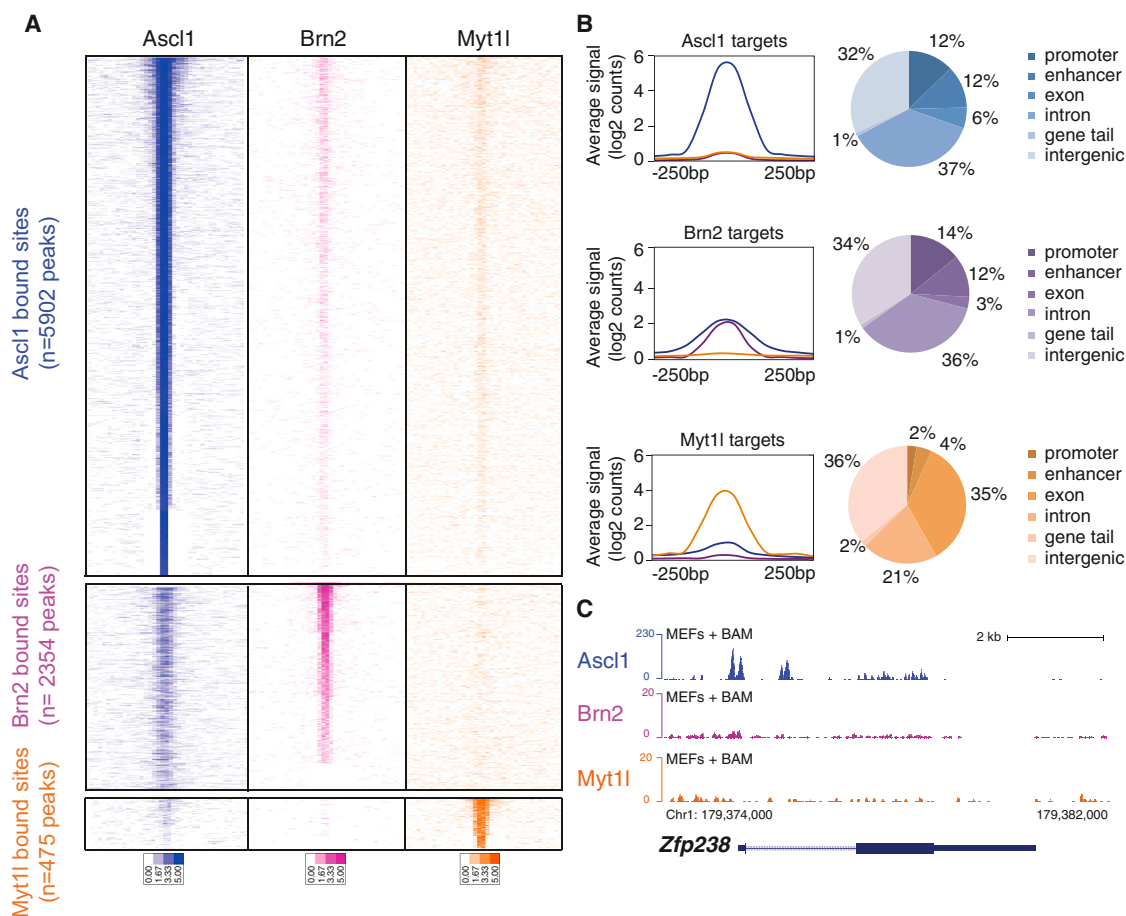 A
Ascl1
Brn2
Myt1l
Ascl1 bound sites
(n=5902 peaks)
Brn2 bound sites
(n= 2354 peaks)
Myt1l bound sites
(n=475 peaks)
0.00
1.67
3.33
5.00
0.00
1.67
3.33
5.00
0.00
1.67
3.33
5.00
B
Ascl1 targets
Average signal
(log2 counts)
6
4
2
0
-250bp
250bp
12%
12%
6%
37%
1%
32%
promoter
enhancer
exon
intron
gene tail
intergenic
Brn2 targets
Average signal
(log2 counts)
6
4
2
0
-250bp
250bp
14%
12%
3%
36%
1%
34%
promoter
enhancer
exon
intron
gene tail
intergenic
Myt1l targets
Average signal
(log2 counts)
6
4
2
0
-250bp
250bp
2%
4%
35%
21%
2%
36%
promoter
enhancer
exon
intron
gene tail
intergenic
C
230
MEFs + BAM
2 kb
Ascl1
0
20
MEFs + BAM
Brn2
0
20
MEFs + BAM
Myt1l
0
Chr1: 179,374,000
179,382,000
Zfp238